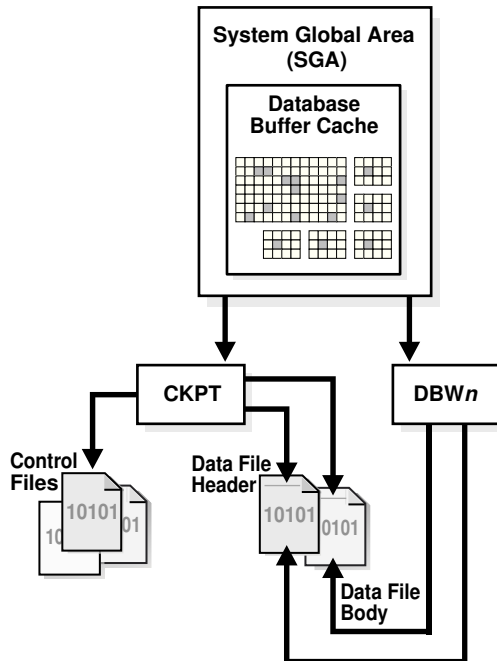 System Global Area
(SGA)
Database
Buffer Cache
CKPT
DBWn
Control
Files
Data File
Header
10101
10
01
10101
0101
Data File
Body